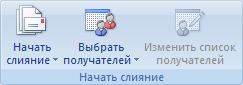 Начать
слияние
Выбрать
получателей
Изменить список
получателей
Начать слияние